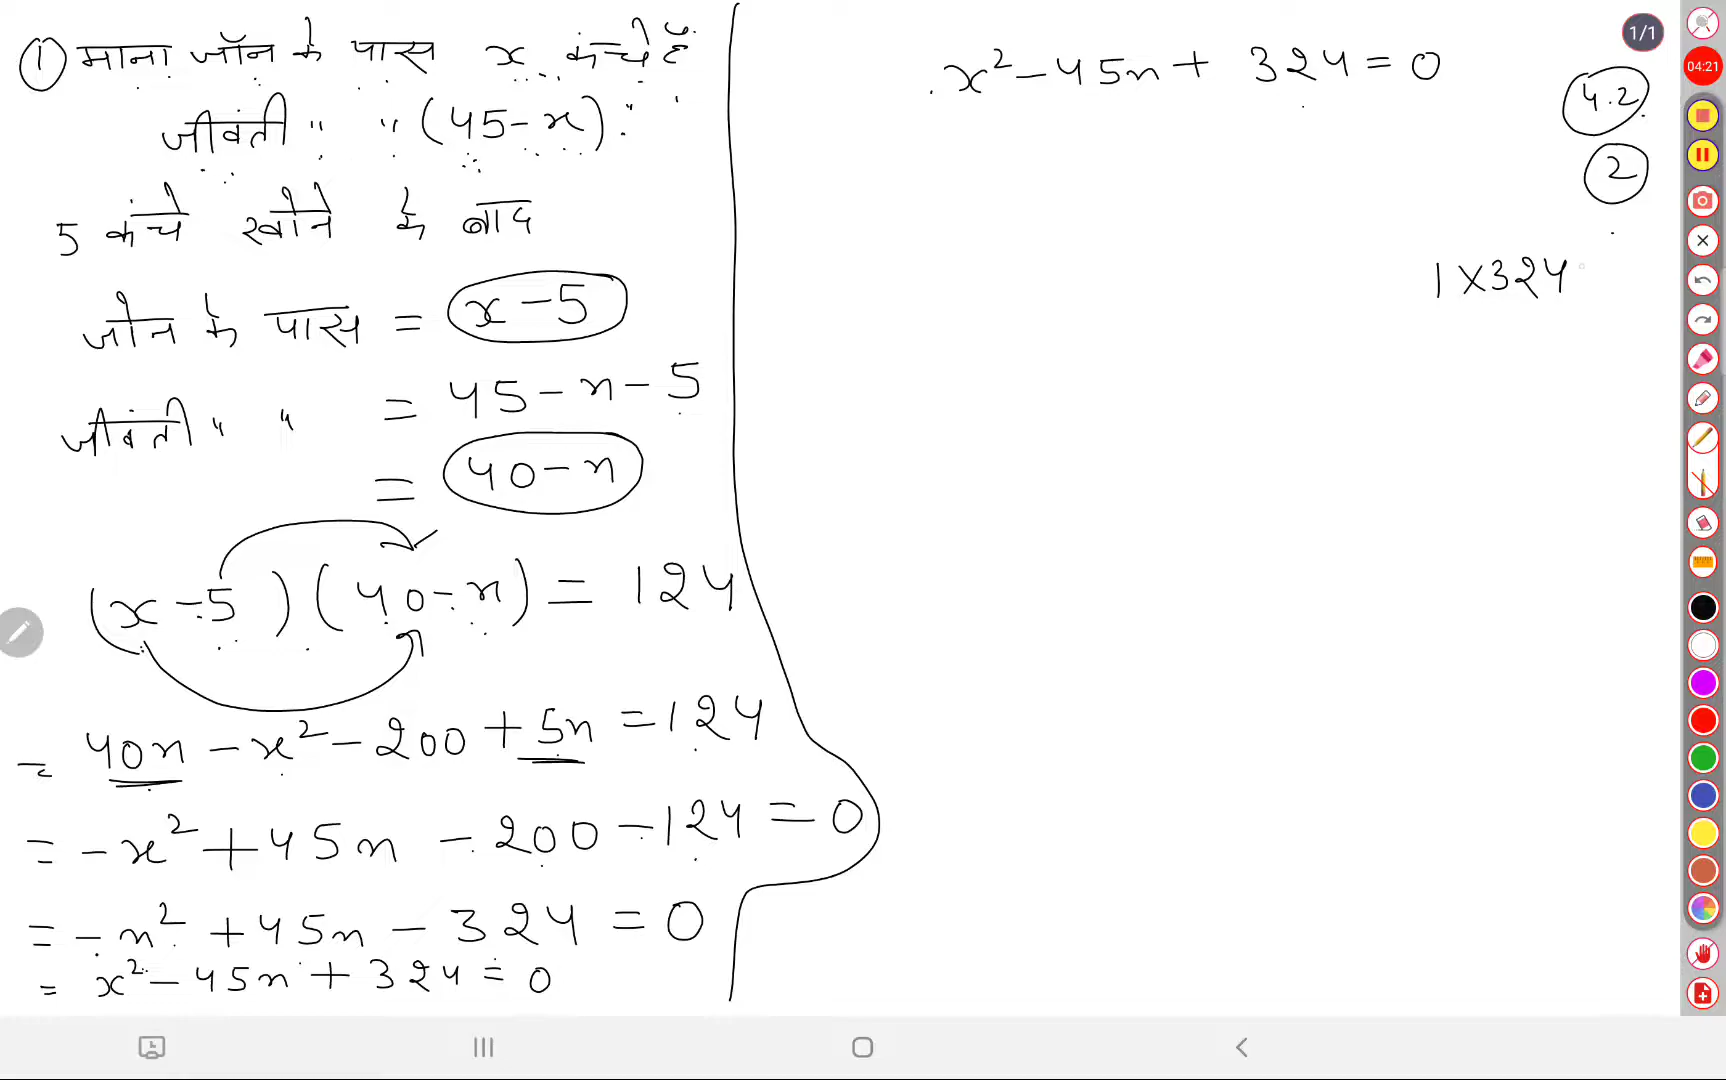 ① माना जॉन के पास x कंचे हैं
जीवंती " " (45-x) "
5 कंचे खोने के बाद
जॉन के पास = x-5
जीवंती " " = 45-x-5
= 40-x
(x-5)(40-x) = 124
= 40x - x² - 200 + 5x = 124
= -x² + 45x - 200 - 124 = 0
= -x² + 45x - 324 = 0
= x² - 45x + 324 = 0
x² - 45x + 324 = 0
4.2
2
1 x 324
1/1
04:21